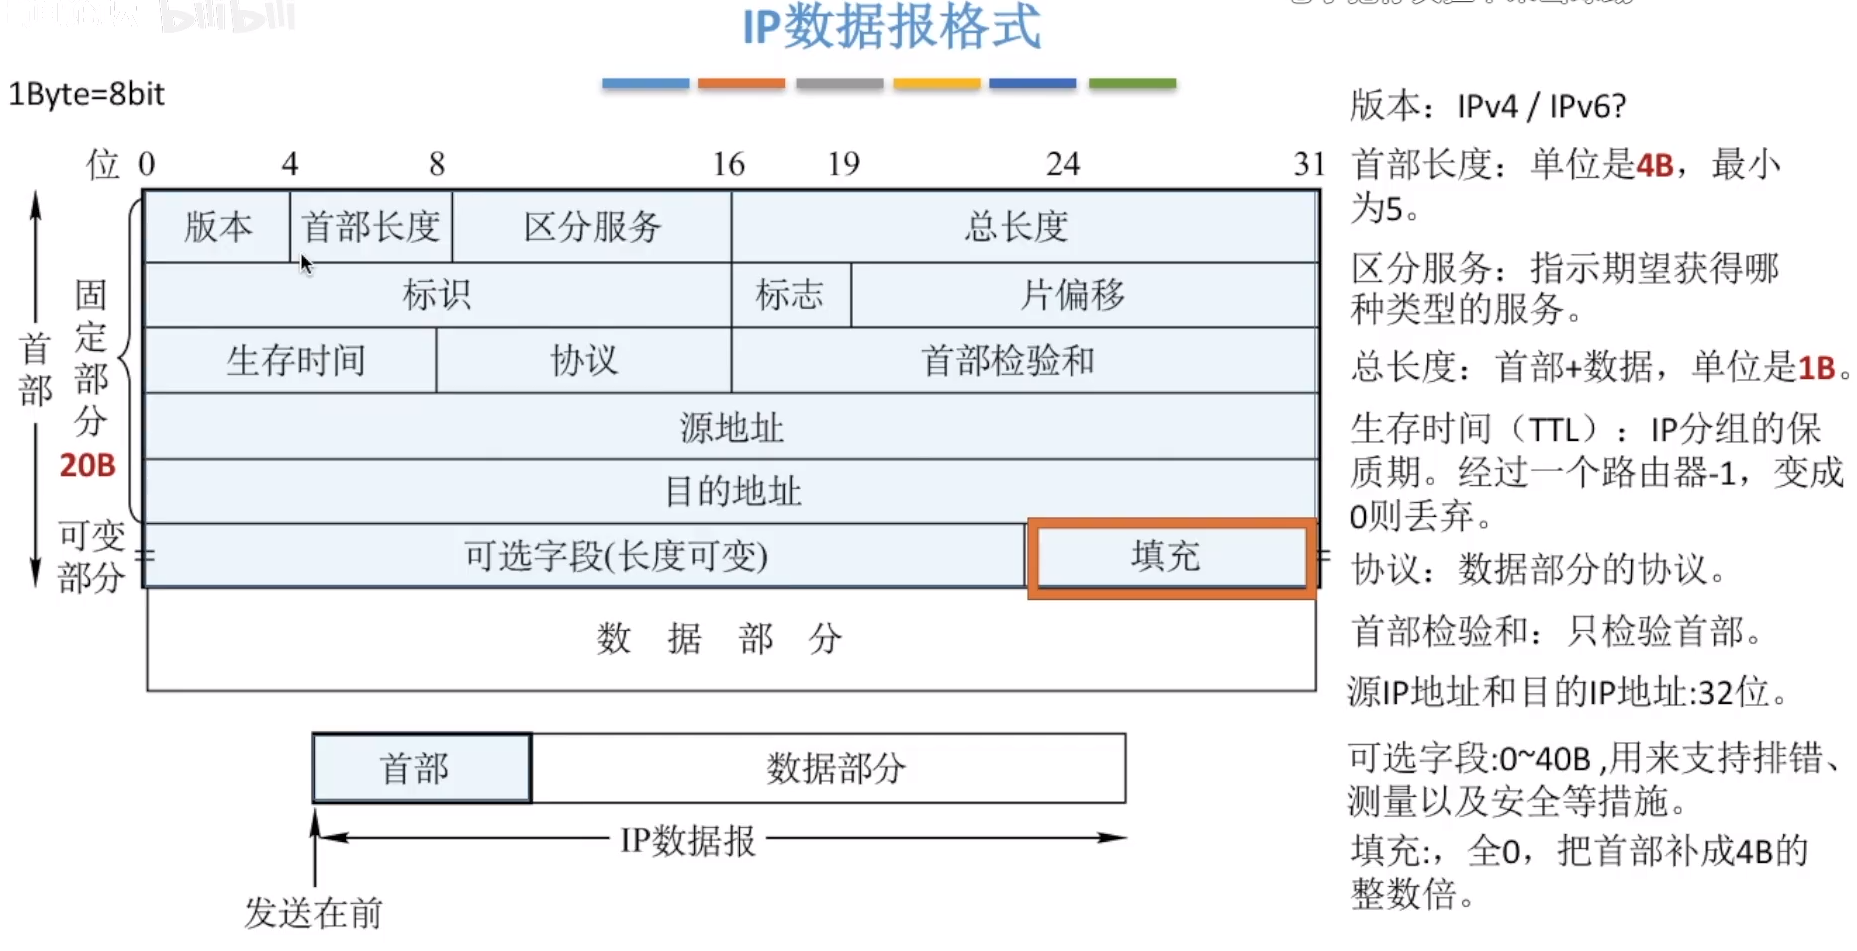 bilibili
IP数据报格式
1Byte=8bit
位 0 4 8 16 19 24 31
版本 首部长度 区分服务 总长度
标识 标志 片偏移
生存时间 协议 首部检验和
源地址
目的地址
可选字段(长度可变) 填充
数据部分
首部
固定部分
20B
可变
部分
首部 数据部分
IP数据报
发送在前
版本：IPv4 / IPv6?
首部长度：单位是4B，最小
为5。
区分服务：指示期望获得哪
种类型的服务。
总长度：首部+数据，单位是1B。
生存时间（TTL）：IP分组的保
质期。经过一个路由器-1，变成
0则丢弃。
协议：数据部分的协议。
首部检验和：只检验首部。
源IP地址和目的IP地址:32位。
可选字段:0~40B ,用来支持排错、
测量以及安全等措施。
填充:，全0，把首部补成4B的
整数倍。